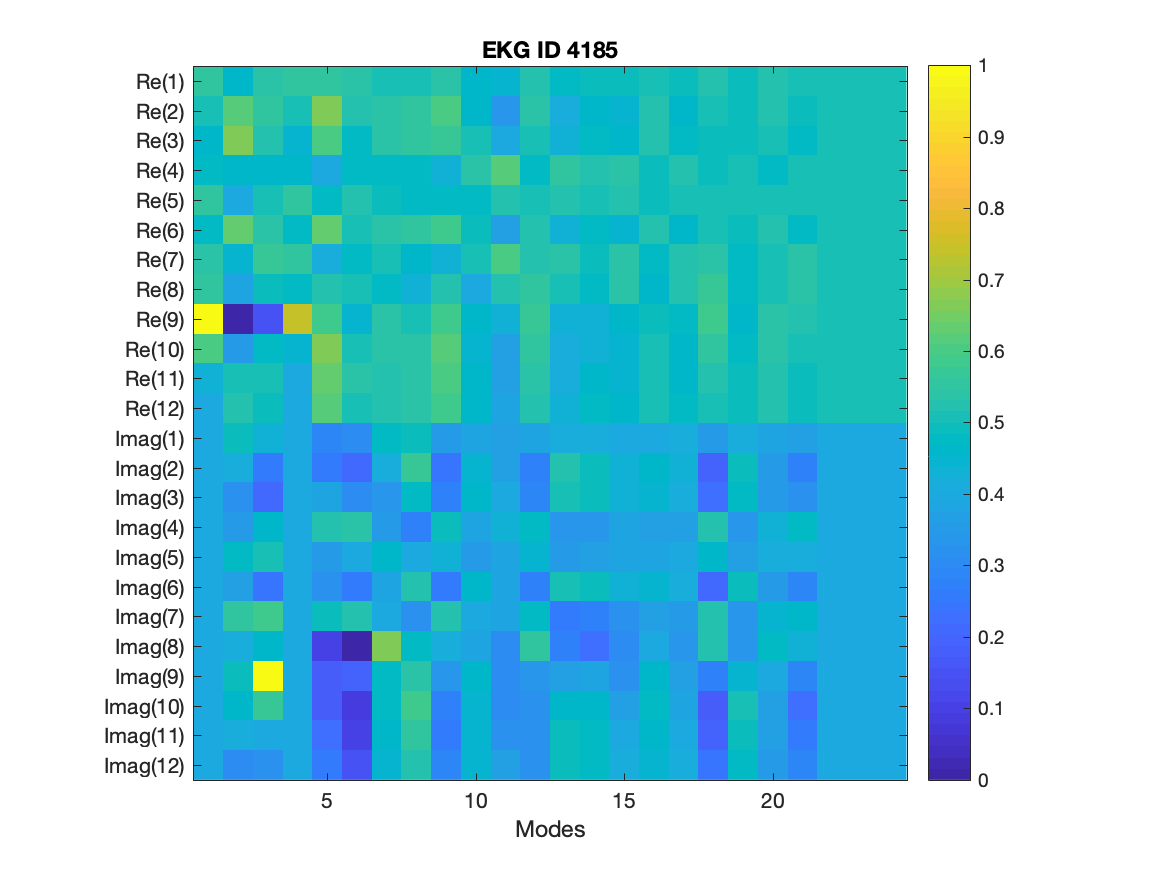 EKG ID 4185
Re(1)
Re(2)
Re(3)
Re(4)
Re(5)
Re(6)
Re(7)
Re(8)
Re(9)
Re(10)
Re(11)
Re(12)
Imag(1)
Imag(2)
Imag(3)
Imag(4)
Imag(5)
Imag(6)
Imag(7)
Imag(8)
Imag(9)
Imag(10)
Imag(11)
Imag(12)
5 10 15 20
Modes
1
0.9
0.8
0.7
0.6
0.5
0.4
0.3
0.2
0.1
0